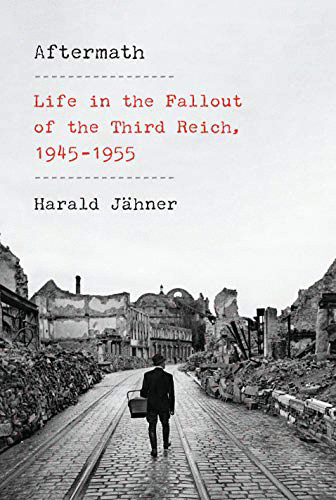 Aftermath
Life in the Fallout
of the Third Reich,
1945-1955
Harald Jähner